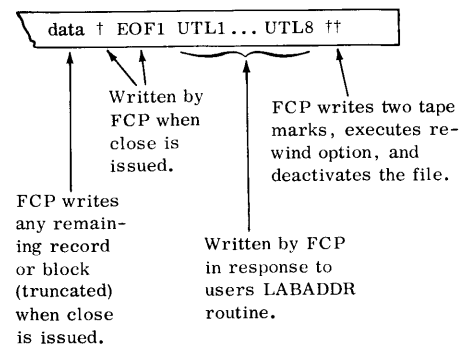 data † EOF1 UTL1... UTL8 ††
Written by
FCP when
close is
issued.
FCP writes two tape
marks, executes re-
wind option, and
deactivates the file.
FCP writes
any remain-
ing record
or block
(truncated)
when close
is issued.
Written by FCP
in response to
users LABADDR
routine.